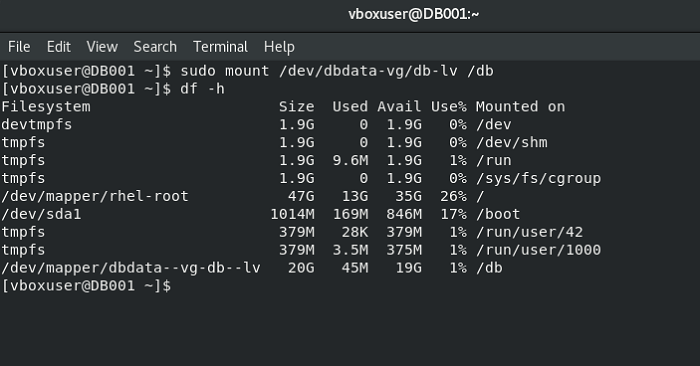 vboxuser@DB001:~
File Edit View Search Terminal Help
[vboxuser@DB001 ~]$ sudo mount /dev/dbdata-vg/db-lv /db
[vboxuser@DB001 ~]$ df -h
Filesystem                        Size  Used Avail Use% Mounted on
devtmpfs                          1.9G     0  1.9G   0% /dev
tmpfs                             1.9G     0  1.9G   0% /dev/shm
tmpfs                             1.9G  9.6M  1.9G   1% /run
tmpfs                             1.9G     0  1.9G   0% /sys/fs/cgroup
/dev/mapper/rhel-root              47G   13G   35G  26% /
/dev/sda1                        1014M  169M  846M  17% /boot
tmpfs                             379M   28K  379M   1% /run/user/42
tmpfs                             379M  3.5M  375M   1% /run/user/1000
/dev/mapper/dbdata--vg-db--lv   20G   45M   19G   1% /db
[vboxuser@DB001 ~]$